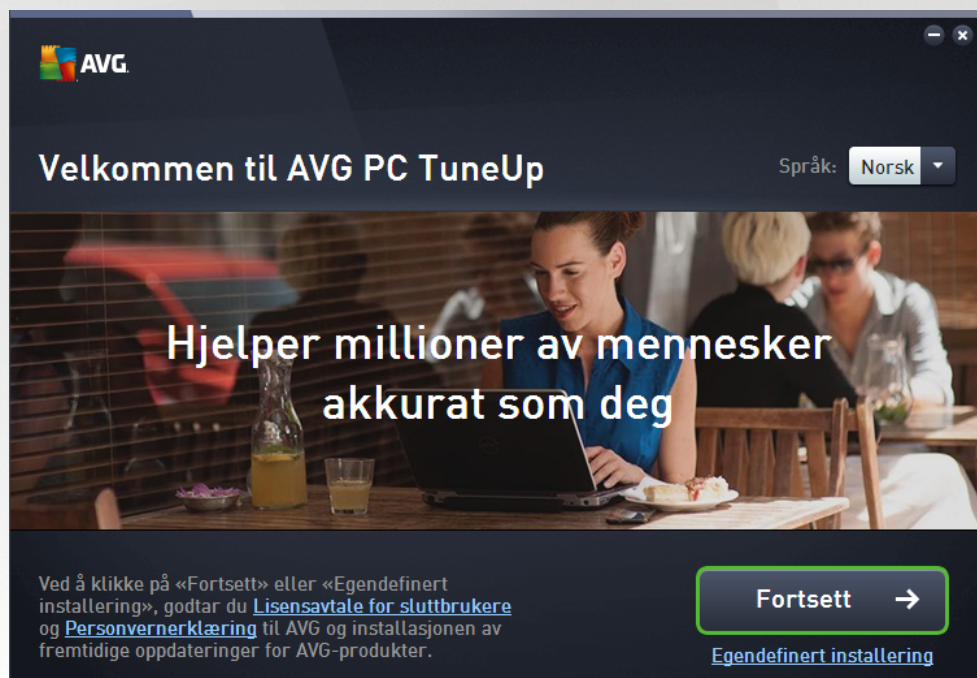 AVG
Velkommen til AVG PC TuneUp
Språk: Norsk
Hjelper millioner av mennesker
akkurat som deg
Ved å klikke på «Fortsett» eller «Egendefinert
installering», godtar du Lisensavtale for sluttbrukere
og Personvernerklæring til AVG og installasjonen av
fremtidige oppdateringer for AVG-produkter.
Fortsett →
Egendefinert installering